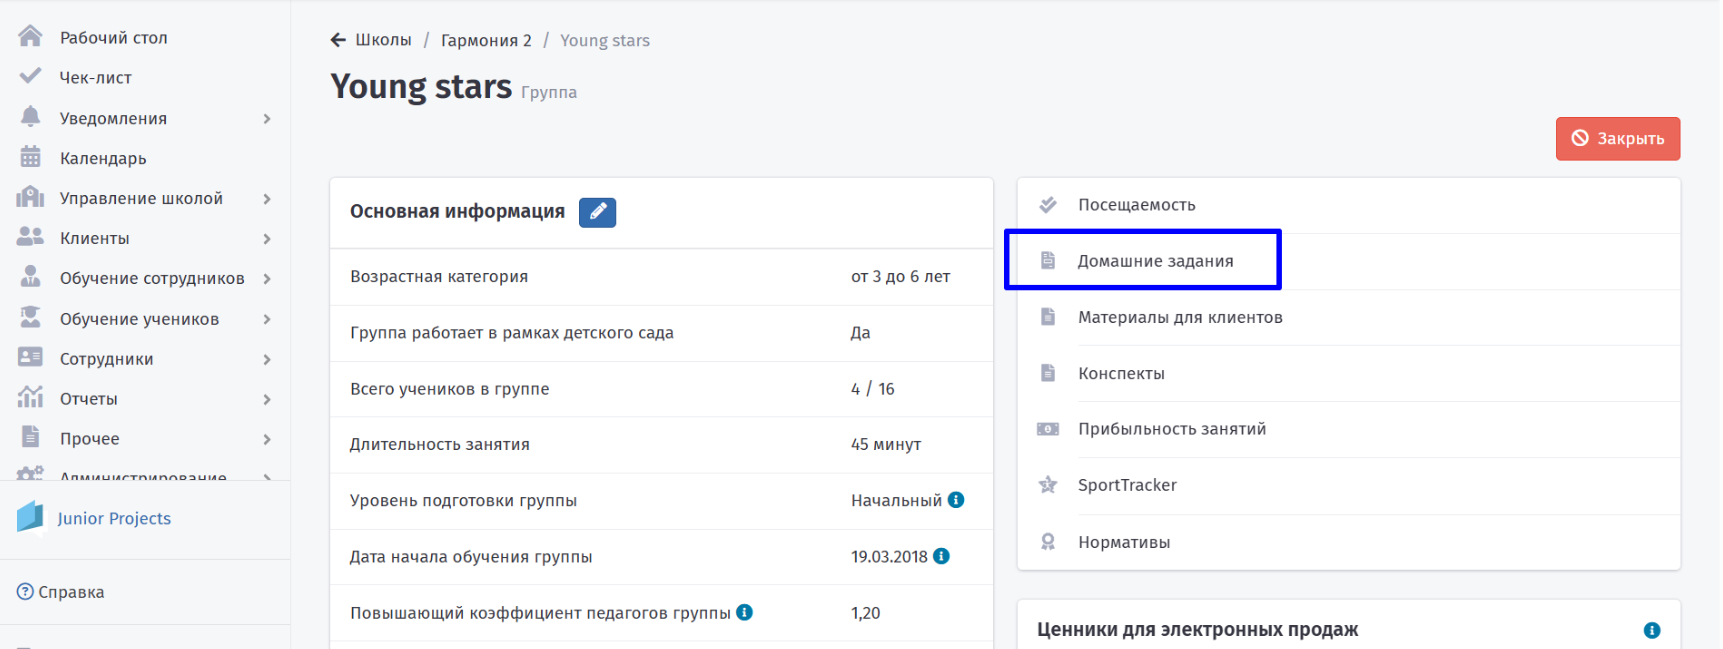 Рабочий стол
Чек-лист
Уведомления
Календарь
Управление школой
Клиенты
Обучение сотрудников
Обучение учеников
Сотрудники
Отчеты
Прочее
Администрирование
Junior Projects
Справка
Школы / Гармония 2 / Young stars
Young stars Группа
Закрыть
Основная информация
Возрастная категория от 3 до 6 лет
Группа работает в рамках детского сада Да
Всего учеников в группе 4 / 16
Длительность занятия 45 минут
Уровень подготовки группы Начальный
Дата начала обучения группы 19.03.2018
Повышающий коэффициент педагогов группы 1,20
Посещаемость
Домашние задания
Материалы для клиентов
Конспекты
Прибыльность занятий
SportTracker
Нормативы
Ценники для электронных продаж